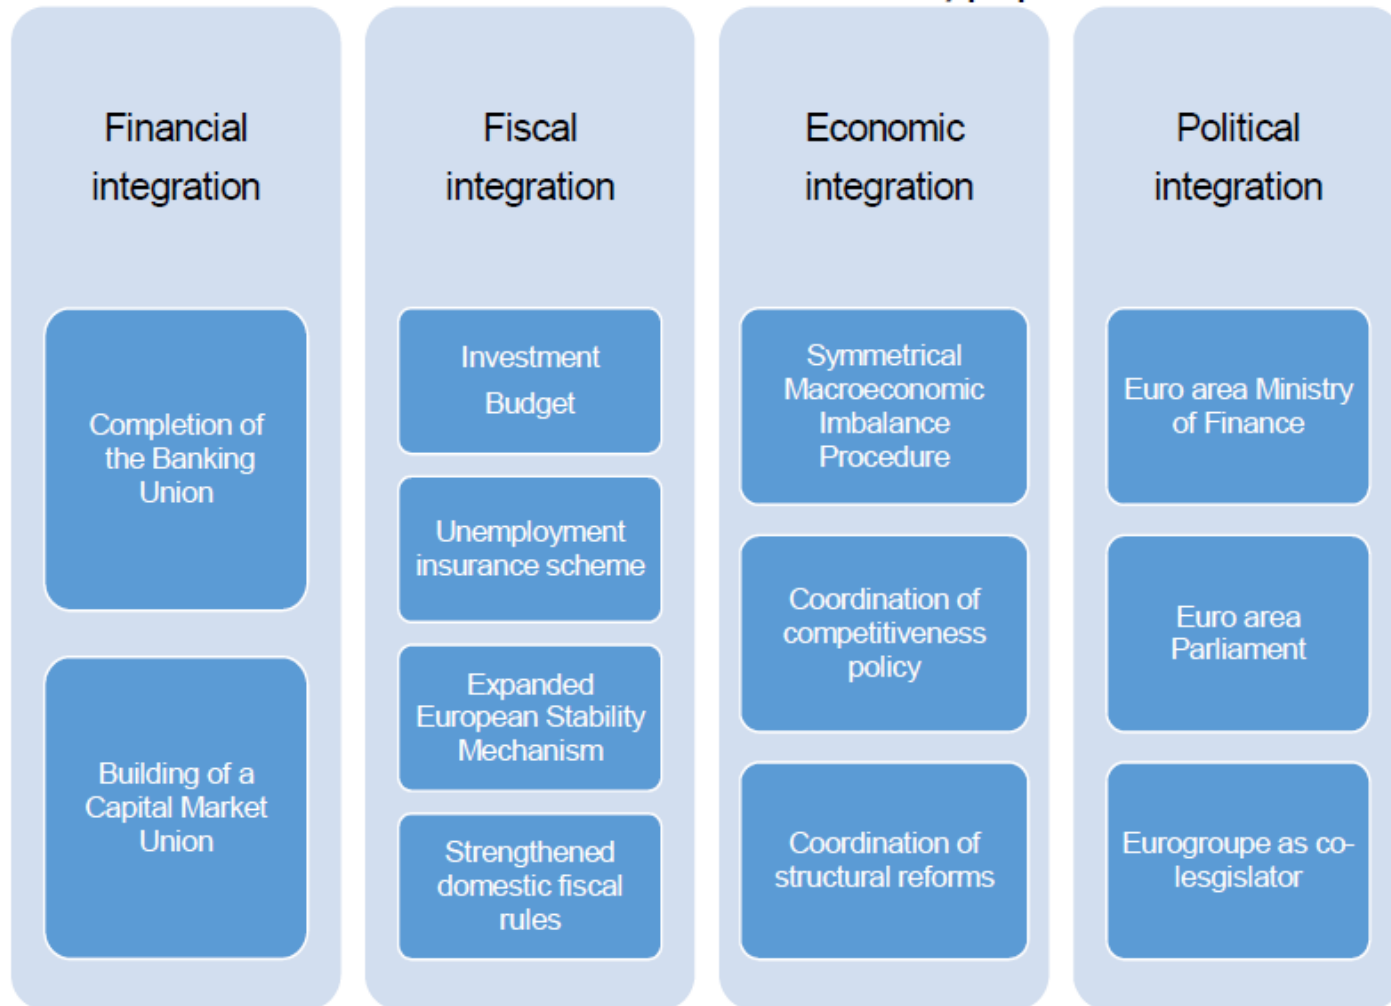 Financial
integration
Completion of
the Banking
Union
Building of a
Capital Market
Union
Fiscal
integration
Investment
Budget
Unemployment
insurance scheme
Expanded
European Stability
Mechanism
Strengthened
domestic fiscal
rules
Economic
integration
Symmetrical
Macroeconomic
Imbalance
Procedure
Coordination of
competitiveness
policy
Coordination of
structural reforms
Political
integration
Euro area Ministry
of Finance
Euro area
Parliament
Eurogroupe as co-
lesgislator